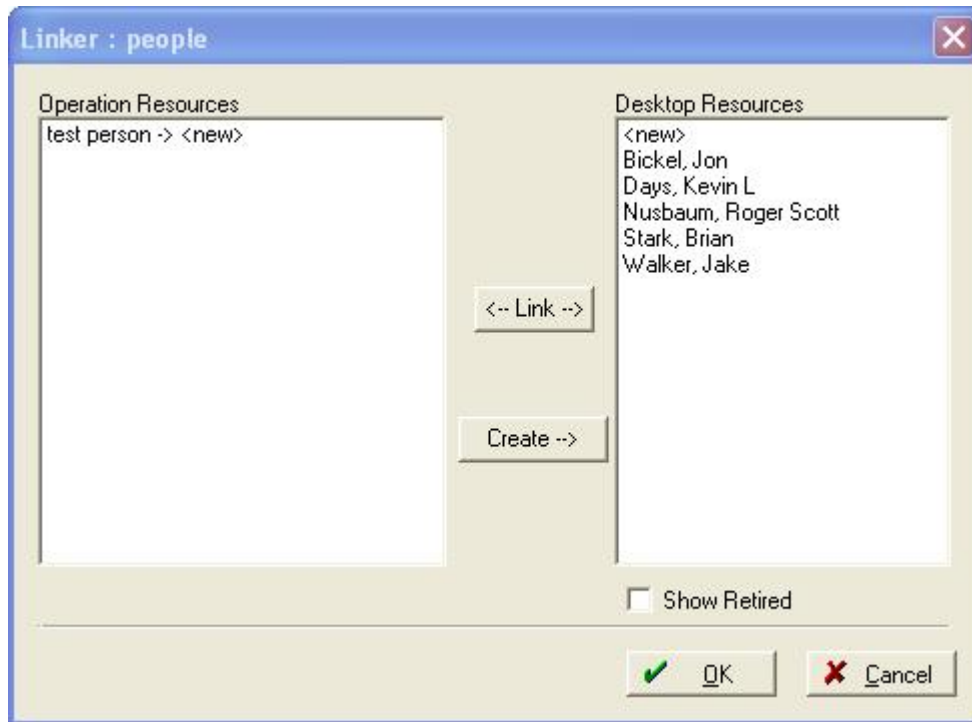 Linker : people
Operation Resources
test person -> <new>
Desktop Resources
<new>
Bickel, Jon
Days, Kevin L
Nusbaum, Roger Scott
Stark, Brian
Walker, Jake
<-- Link -->
Create -->
Show Retired
OK
Cancel